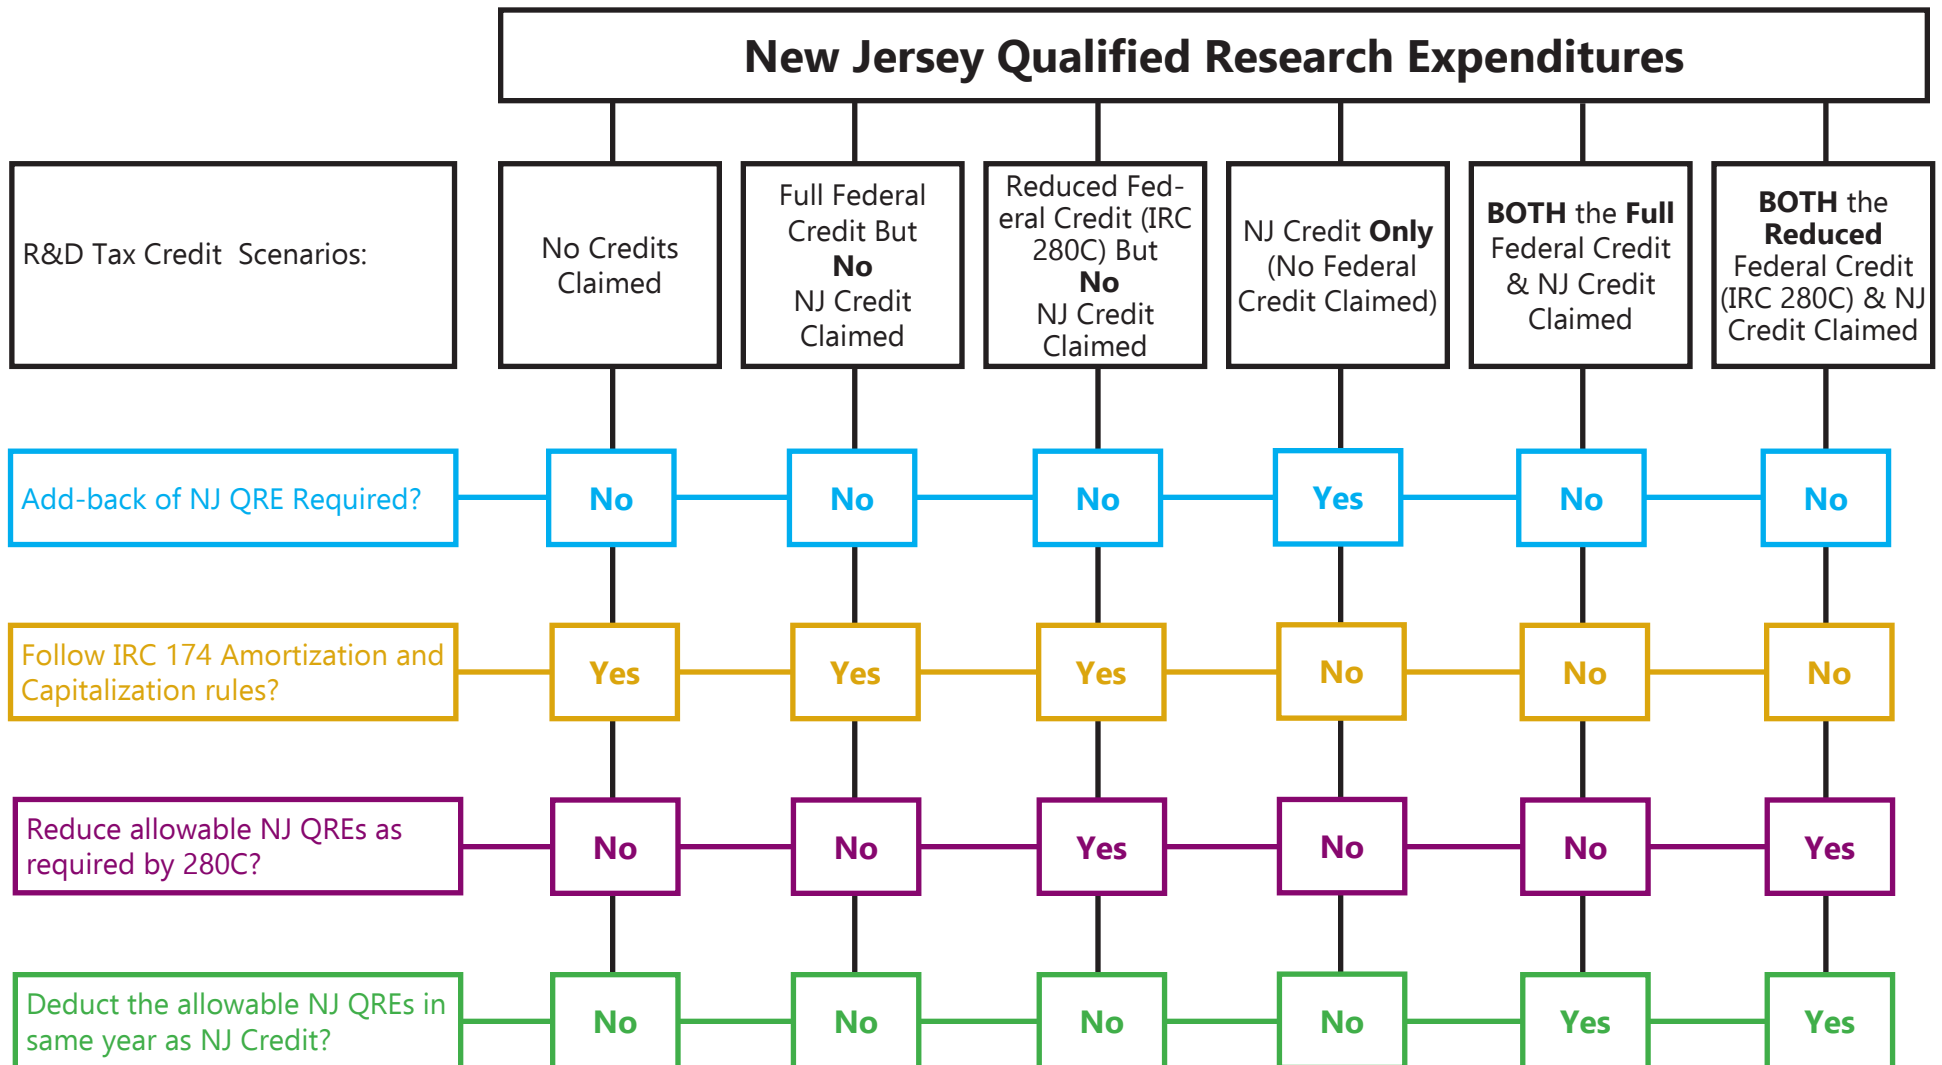 New Jersey Qualified Research Expenditures
R&D Tax Credit  Scenarios:
No Credits
Claimed
Full Federal
Credit But
No
NJ Credit
Claimed
Reduced Fed-
eral Credit (IRC
280C) But
No
NJ Credit
Claimed
NJ Credit Only
(No Federal
Credit Claimed)
BOTH the Full
Federal Credit
& NJ Credit
Claimed
BOTH the
Reduced
Federal Credit
(IRC 280C) & NJ
Credit Claimed
Add-back of NJ QRE Required?
No
No
No
Yes
No
No
Follow IRC 174 Amortization and
Capitalization rules?
Yes
Yes
Yes
No
No
No
Reduce allowable NJ QREs as
required by 280C?
No
No
Yes
No
No
Yes
Deduct the allowable NJ QREs in
same year as NJ Credit?
No
No
No
No
Yes
Yes